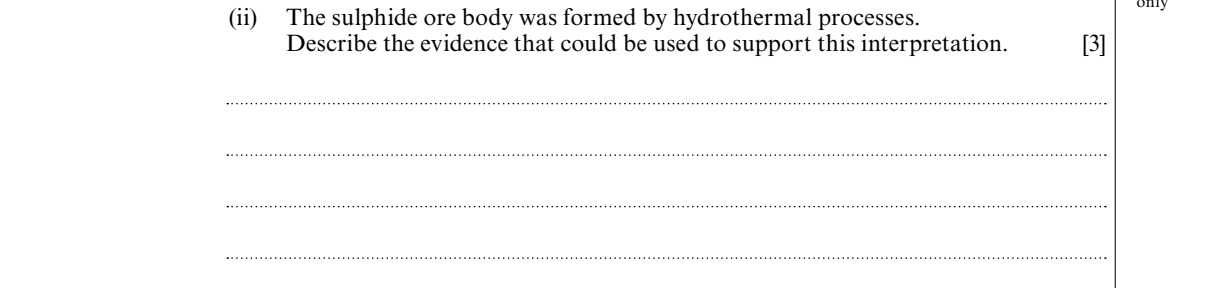 only
(ii) The sulphide ore body was formed by hydrothermal processes.
Describe the evidence that could be used to support this interpretation. [3]